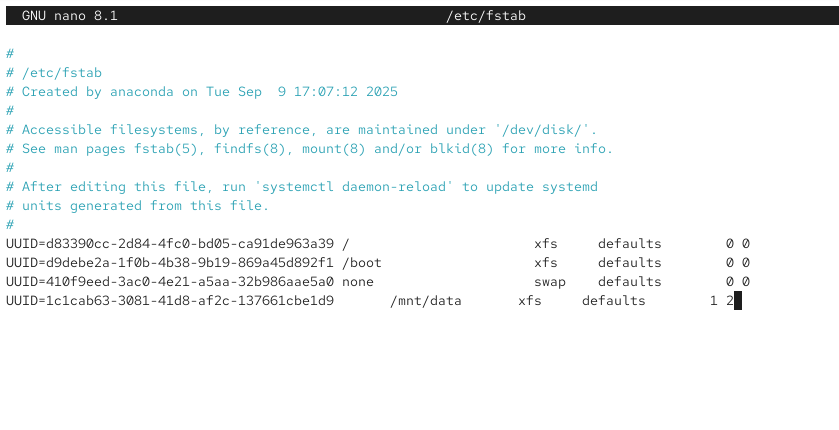 GNU nano 8.1 /etc/fstab
#
# /etc/fstab
# Created by anaconda on Tue Sep  9 17:07:12 2025
#
# Accessible filesystems, by reference, are maintained under '/dev/disk/'.
# See man pages fstab(5), findfs(8), mount(8) and/or blkid(8) for more info.
#
# After editing this file, run 'systemctl daemon-reload' to update systemd
# units generated from this file.
#
UUID=d83390cc-2d84-4fc0-bd05-ca91de963a39 /                       xfs     defaults        0 0
UUID=d9debe2a-1f0b-4b38-9b19-869a45d892f1 /boot                   xfs     defaults        0 0
UUID=410f9eed-3ac0-4e21-a5aa-32b986aae5a0 none                    swap    defaults        0 0
UUID=1c1cab63-3081-41d8-af2c-137661cbe1d9       /mnt/data       xfs     defaults        1 2